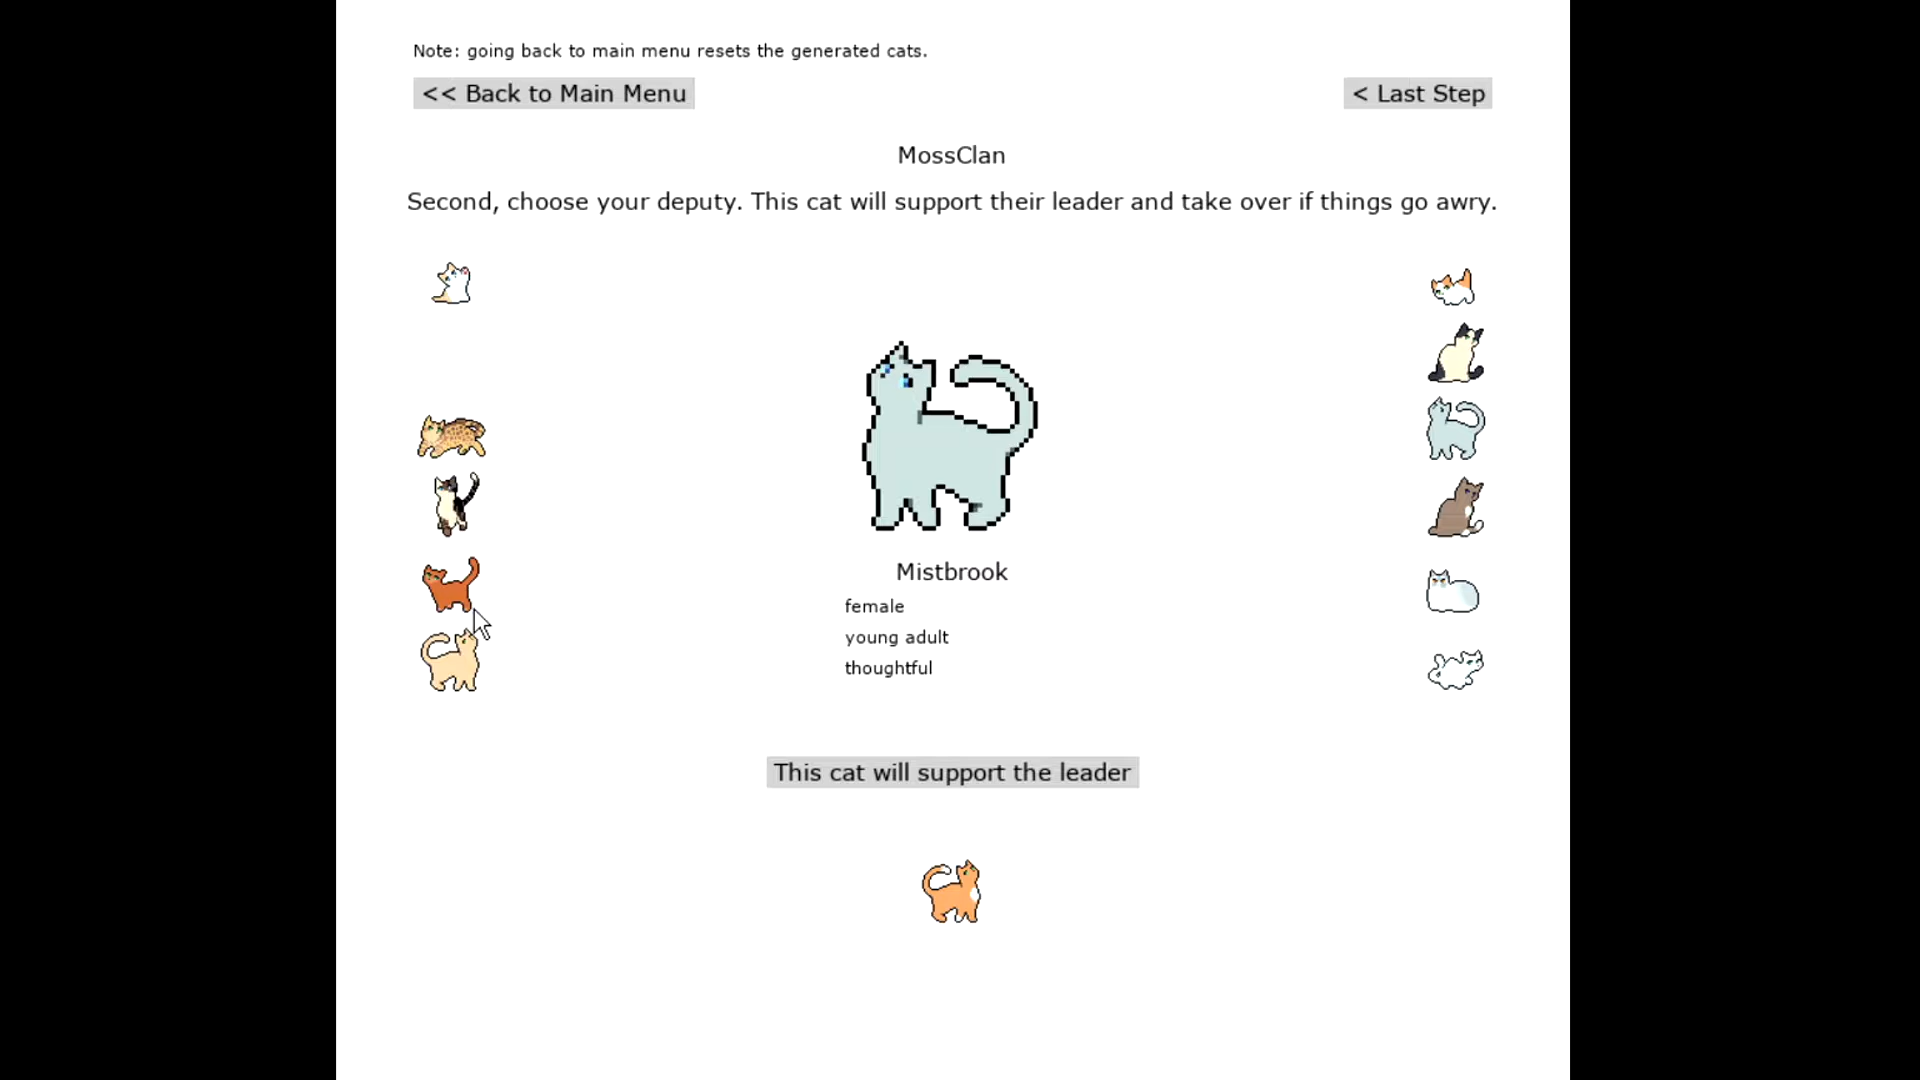 Note: going back to main menu resets the generated cats.
<< Back to Main Menu
< Last Step
MossClan
Second, choose your deputy. This cat will support their leader and take over if things go awry.
Mistbrook
female
young adult
thoughtful
This cat will support the leader